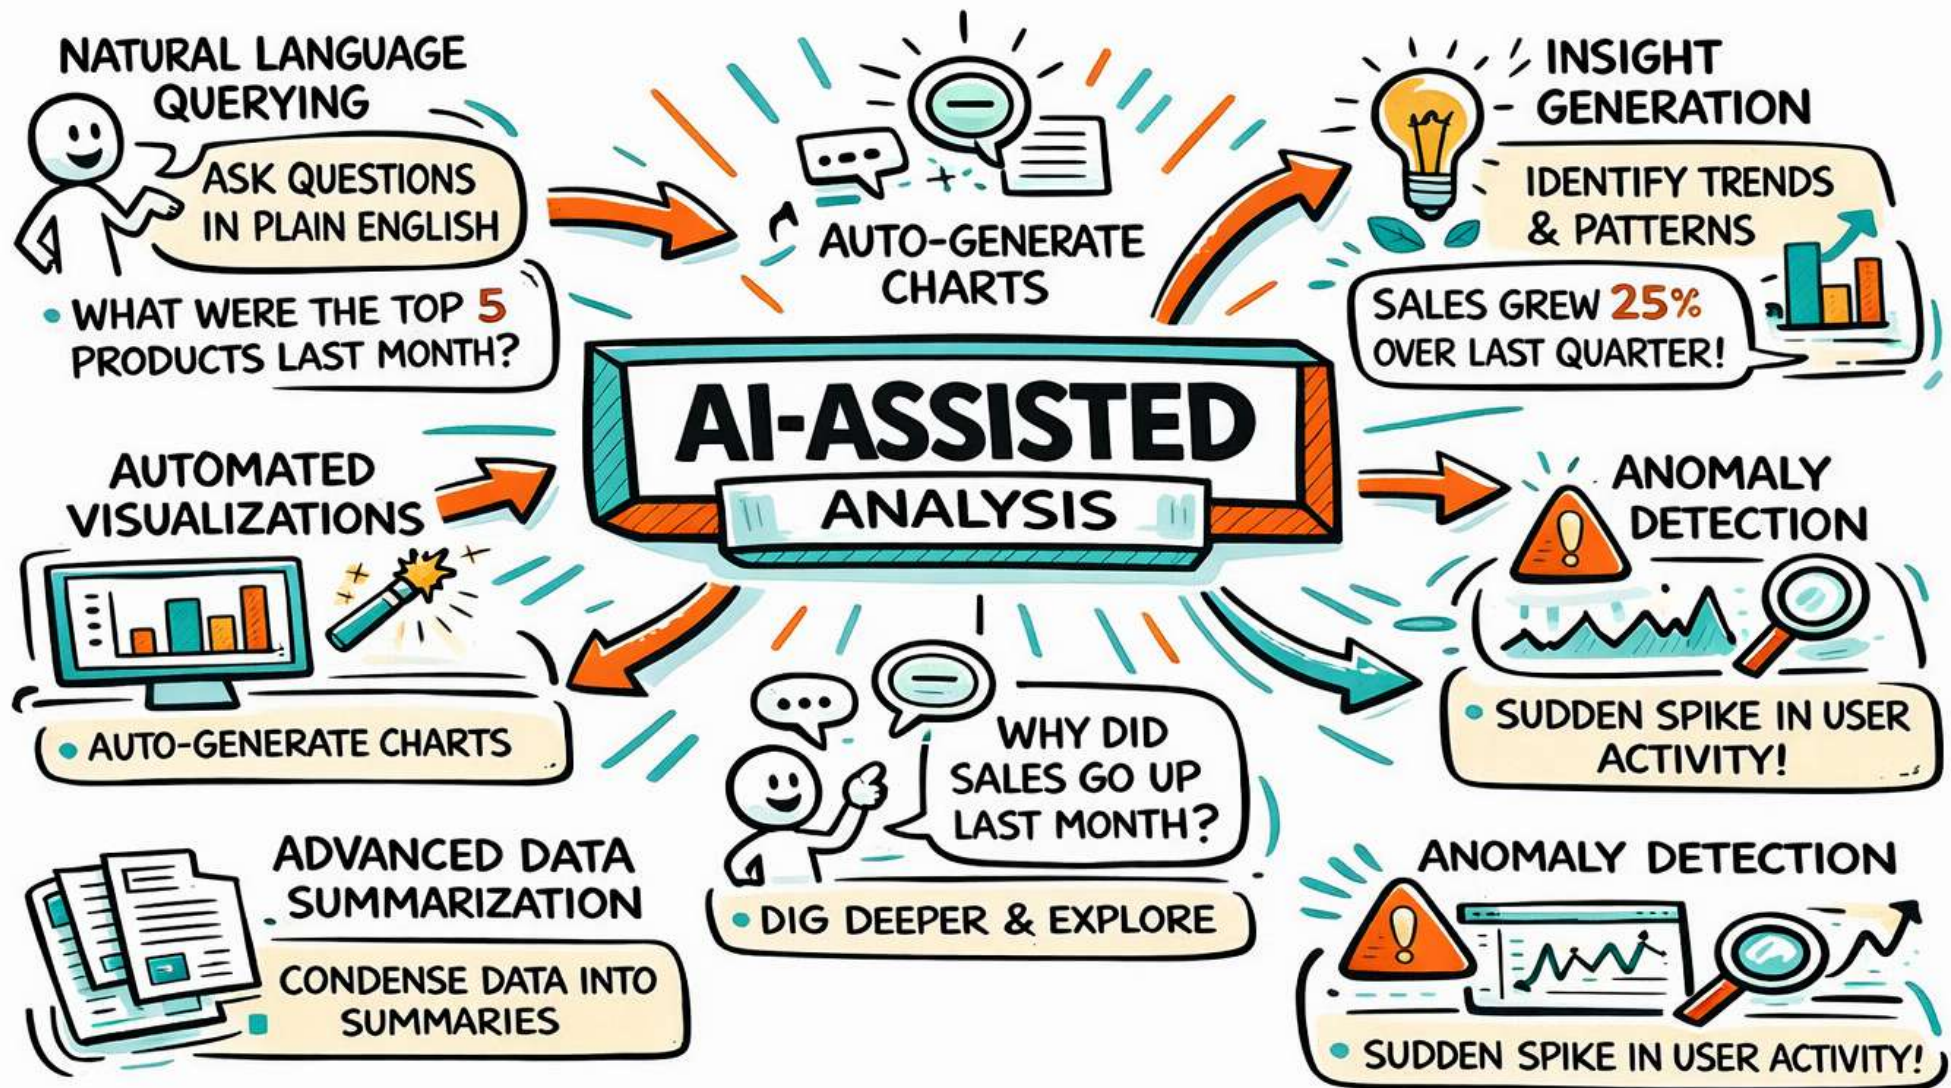 NATURAL LANGUAGE
QUERYING
ASK QUESTIONS
IN PLAIN ENGLISH
• WHAT WERE THE TOP 5
PRODUCTS LAST MONTH?
AUTO-GENERATE
CHARTS
INSIGHT
GENERATION
IDENTIFY TRENDS
& PATTERNS
SALES GREW 25%
OVER LAST QUARTER!
AI-ASSISTED
ANALYSIS
AUTOMATED
VISUALIZATIONS
• AUTO-GENERATE CHARTS
ANOMALY
DETECTION
• SUDDEN SPIKE IN USER
ACTIVITY!
WHY DID
SALES GO UP
LAST MONTH?
• DIG DEEPER & EXPLORE
ADVANCED DATA
SUMMARIZATION
CONDENSE DATA INTO
SUMMARIES
ANOMALY DETECTION
• SUDDEN SPIKE IN USER ACTIVITY!